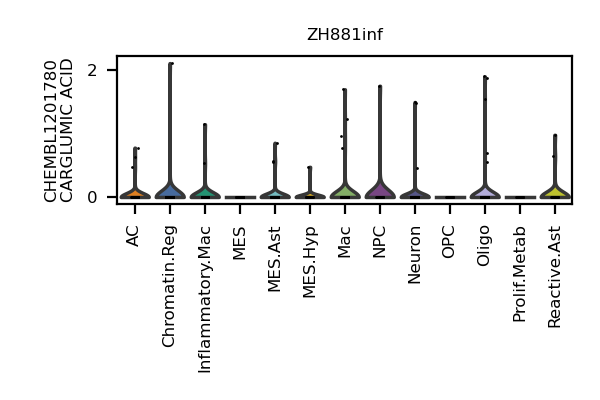 ZH881inf
CHEMBL1201780
CARGLUMIC ACID
2
0
AC
Chromatin.Reg
Inflammatory.Mac
MES
MES.Ast
MES.Hyp
Mac
NPC
Neuron
OPC
Oligo
Prolif.Metab
Reactive.Ast